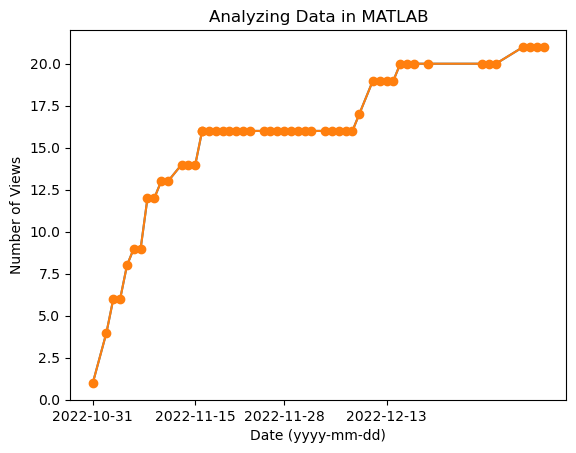 Analyzing Data in MATLAB
Number of Views
20.0
17.5
15.0
12.5
10.0
7.5
5.0
2.5
0.0
2022-10-31 2022-11-15 2022-11-28 2022-12-13
Date (yyyy-mm-dd)